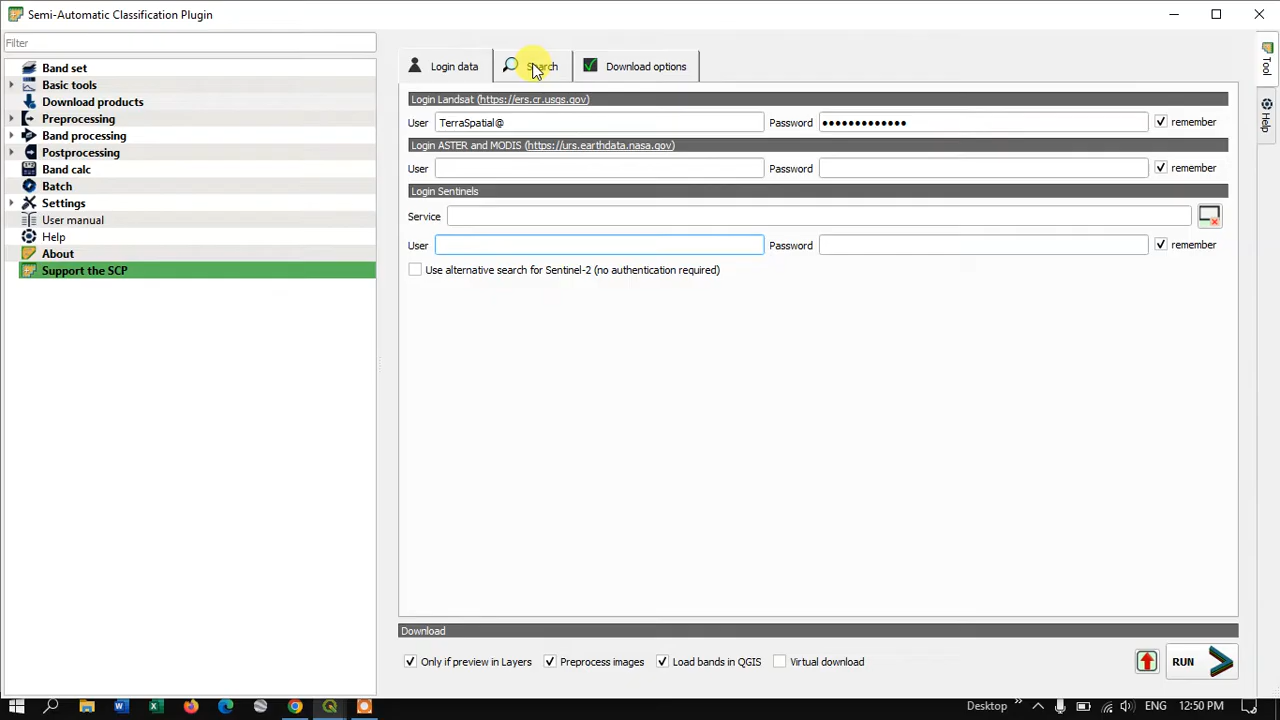 Semi-Automatic Classification Plugin
Filter
Band set
Basic tools
Download products
Preprocessing
Band processing
Postprocessing
Band calc
Batch
Settings
User manual
Help
About
Support the SCP
Login data
Search
Download options
Login Landsat (https://ers.cr.usgs.gov/)
User TerraSpatial@ Password ●●●●●●●●●●●●● remember
Login ASTER and MODIS (https://urs.earthdata.nasa.gov/)
User Password remember
Login Sentinels
Service
User Password remember
Use alternative search for Sentinel-2 (no authentication required)
Download
Only if preview in Layers Preprocess images Load bands in QGIS Virtual download
RUN
Tool
Help
Desktop ENG 12:50 PM